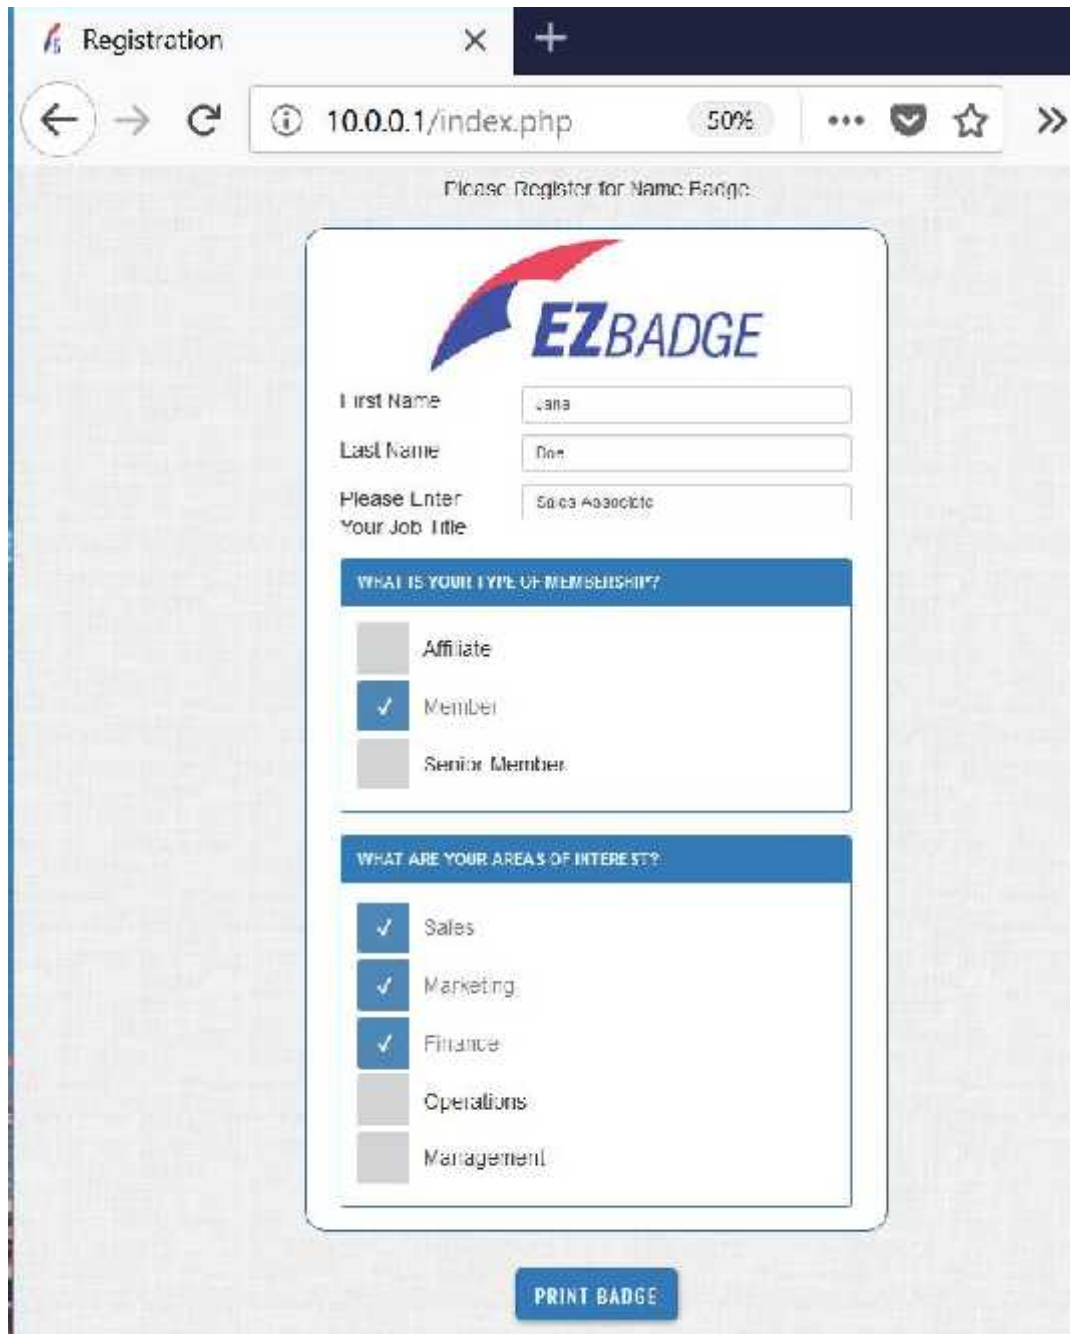 Registration
10.0.0.1/index.php 50%
Please Register for Name Badge
EZBADGE
First Name
Last Name Doe
Please Enter Sales Associate
Your Job Title
WHAT IS YOUR TYPE OF MEMBERSHIP?
Affiliate
Member
Senior Member
WHAT ARE YOUR AREAS OF INTEREST?
Sales
Marketing
Finance
Operations
Management
PRINT BADGE